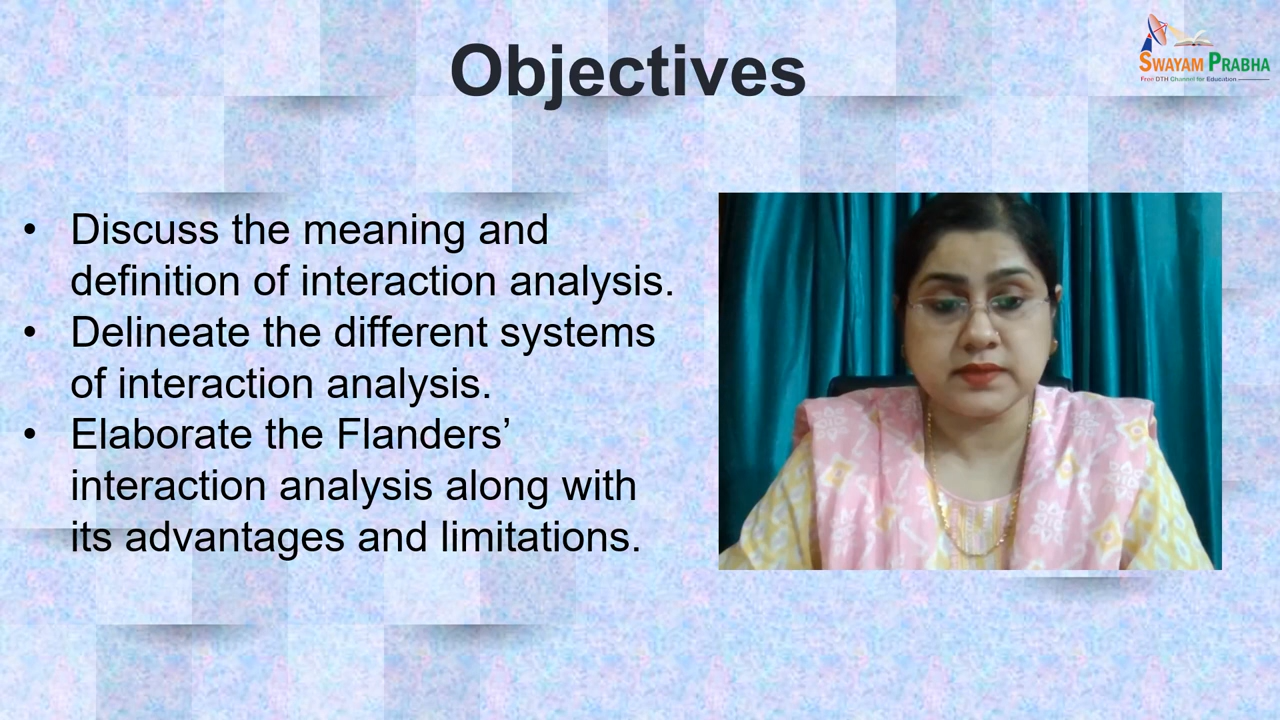 Objectives
SWAYAM PRABHA
Free DTH Channel for Education
• Discuss the meaning and
definition of interaction analysis.
• Delineate the different systems
of interaction analysis.
• Elaborate the Flanders’
interaction analysis along with
its advantages and limitations.